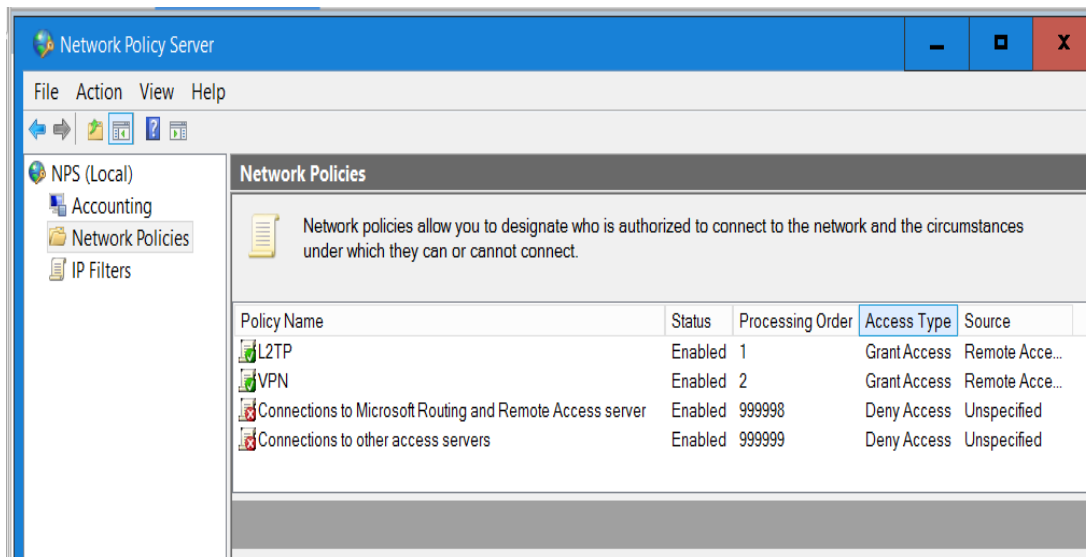 Network Policy Server
File Action View Help
NPS (Local)
Accounting
Network Policies
IP Filters
Network Policies
Network policies allow you to designate who is authorized to connect to the network and the circumstances
under which they can or cannot connect.
Policy Name Status Processing Order Access Type Source
L2TP Enabled 1 Grant Access Remote Acce...
VPN Enabled 2 Grant Access Remote Acce...
Connections to Microsoft Routing and Remote Access server Enabled 999998 Deny Access Unspecified
Connections to other access servers Enabled 999999 Deny Access Unspecified